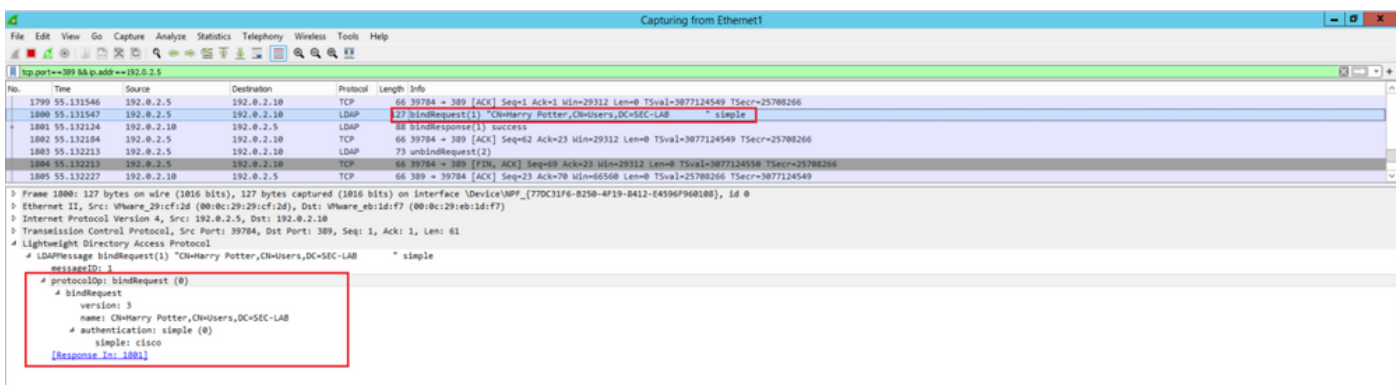 Capturing from Ethernet1
File Edit View Go Capture Analyze Statistics Telephony Wireless Tools Help
tcp.port==389 && ip.addr==192.0.2.5
No. Time Source Destination Protocol Length Info
1799 55.131546 192.0.2.5 192.0.2.10 TCP 66 39784 → 389 [ACK] Seq=1 Ack=1 Win=29312 Len=0 TSval=3077124549 TSecr=25708266
1800 55.131547 192.0.2.5 192.0.2.10 LDAP 127 bindRequest(1) "CN=Harry Potter,CN=Users,DC=SEC-LAB " simple
1801 55.132124 192.0.2.10 192.0.2.5 LDAP 88 bindResponse(1) success
1802 55.132184 192.0.2.5 192.0.2.10 TCP 66 39784 → 389 [ACK] Seq=62 Ack=23 Win=29312 Len=0 TSval=3077124549 TSecr=25708266
1803 55.132213 192.0.2.5 192.0.2.10 LDAP 73 unbindRequest(2)
1804 55.132213 192.0.2.5 192.0.2.10 TCP 66 39784 → 389 [FIN, ACK] Seq=69 Ack=23 Win=29312 Len=0 TSval=3077124550 TSecr=25708266
1805 55.132227 192.0.2.10 192.0.2.5 TCP 66 389 → 39784 [ACK] Seq=23 Ack=70 Win=66560 Len=0 TSval=25708266 TSecr=3077124549
Frame 1800: 127 bytes on wire (1016 bits), 127 bytes captured (1016 bits) on interface \Device\NPF_{77DC31F6-8250-4F19-8412-E4596F960108}, id 0
Ethernet II, Src: VMware_29:cf:2d (00:0c:29:29:cf:2d), Dst: VMware_eb:1d:f7 (00:0c:29:eb:1d:f7)
Internet Protocol Version 4, Src: 192.0.2.5, Dst: 192.0.2.10
Transmission Control Protocol, Src Port: 39784, Dst Port: 389, Seq: 1, Ack: 1, Len: 61
Lightweight Directory Access Protocol
LDAPMessage bindRequest(1) "CN=Harry Potter,CN=Users,DC=SEC-LAB " simple
messageID: 1
protocolOp: bindRequest (0)
bindRequest
version: 3
name: CN=Harry Potter,CN=Users,DC=SEC-LAB
authentication: simple (0)
simple: cisco
[Response In: 1801]